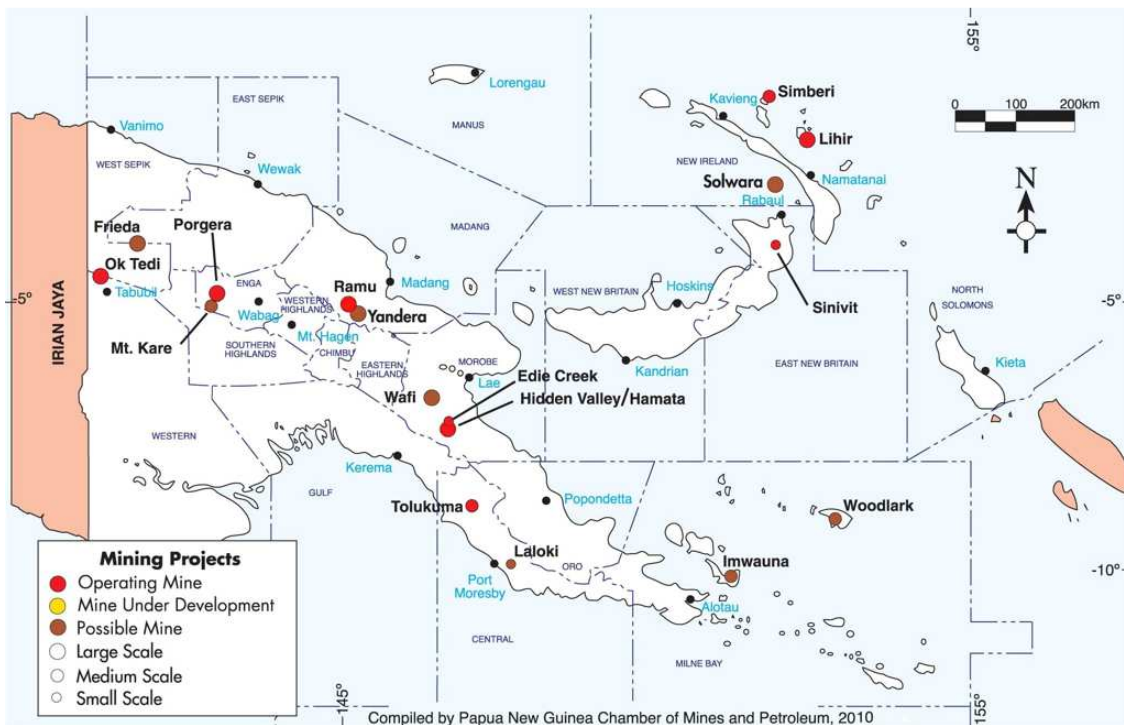 155°
Lorengau
Simberi
Kavieng
0 100 200km
EAST SEPIK
MANUS
Vanimo
Lihir
WEST SEPIK
NEW IRELAND
Wewak
Solwara
Namatanai
N
Rabaul
Frieda
Porgera
MADANG
Ok Tedi
ENGA
Ramu
Madang
Tabubil
WEST NEW BRITAIN
Hoskins
NORTH
SOLOMONS
-5°
WESTERN
HIGHLANDS
Sinivit
-5°
Wabag
Yandera
Mt. Hagen
IRIAN JAYA
Mt. Kare
SOUTHERN
HIGHLANDS
CHIMBU
EASTERN
HIGHLANDS
MOROBE
Kandrian
EAST NEW BRITAIN
Kieta
Lae
Edie Creek
Wafi
Hidden Valley/Hamata
WESTERN
Kerema
GULF
Popondetta
Woodlark
Tolukuma
Laloki
Imwauna
ORO
-10°
Port
Moresby
Alotau
CENTRAL
MILNE BAY
Mining Projects
Operating Mine
Mine Under Development
Possible Mine
Large Scale
Medium Scale
Small Scale
145°
155°
Compiled by Papua New Guinea Chamber of Mines and Petroleum, 2010